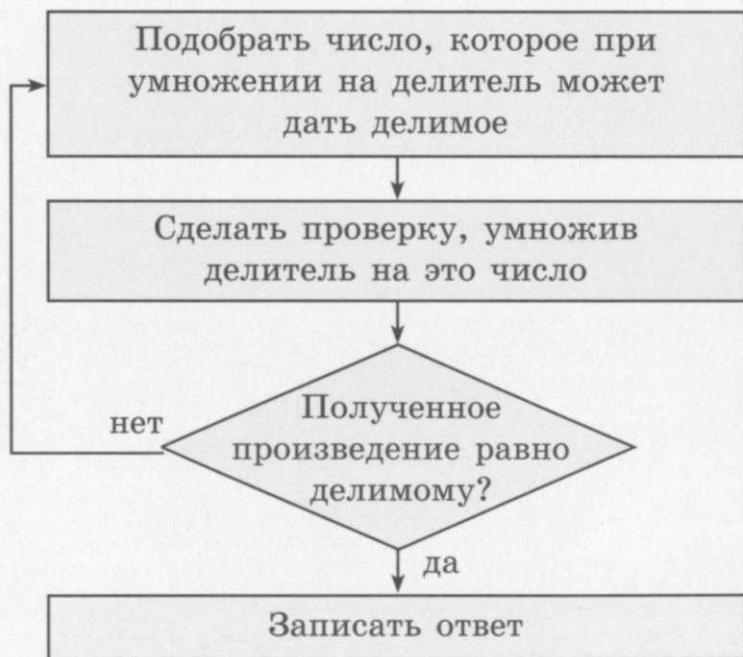 Подобрать число, которое при
умножении на делитель может
дать делимое
Сделать проверку, умножив
делитель на это число
нет
Полученное
произведение равно
делимому?
да
Записать ответ